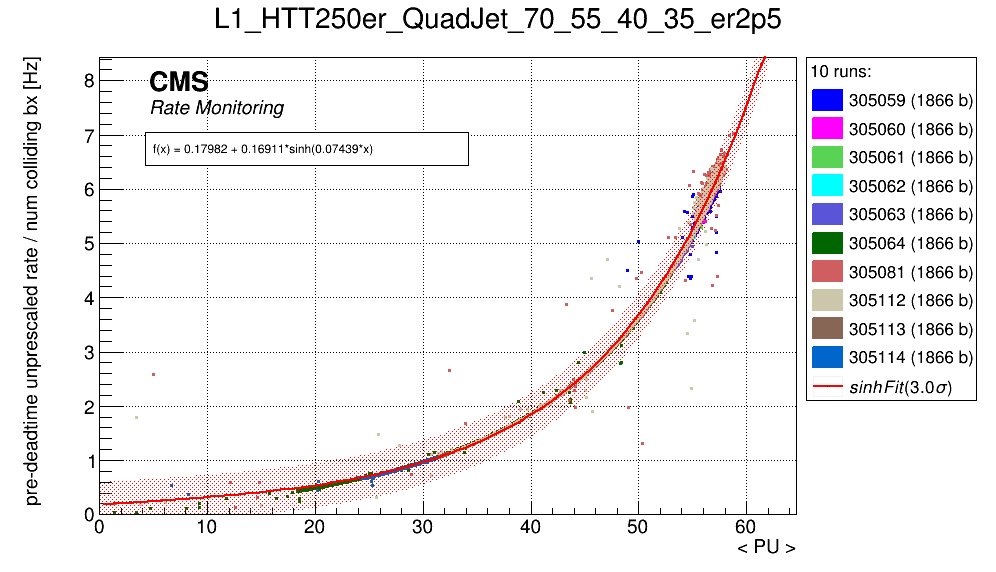 L1_HTT250er_QuadJet_70_55_40_35_er2p5
pre-deadtime unprescaled rate / num colliding bx [Hz]
CMS
Rate Monitoring
f(x) = 0.17982 + 0.16911*sinh(0.07439*x)
8
7
6
5
4
3
2
1
0
0 10 20 30 40 50 60
< PU >
10 runs:
305059 (1866 b)
305060 (1866 b)
305061 (1866 b)
305062 (1866 b)
305063 (1866 b)
305064 (1866 b)
305081 (1866 b)
305112 (1866 b)
305113 (1866 b)
305114 (1866 b)
sinhFit(3.0σ)